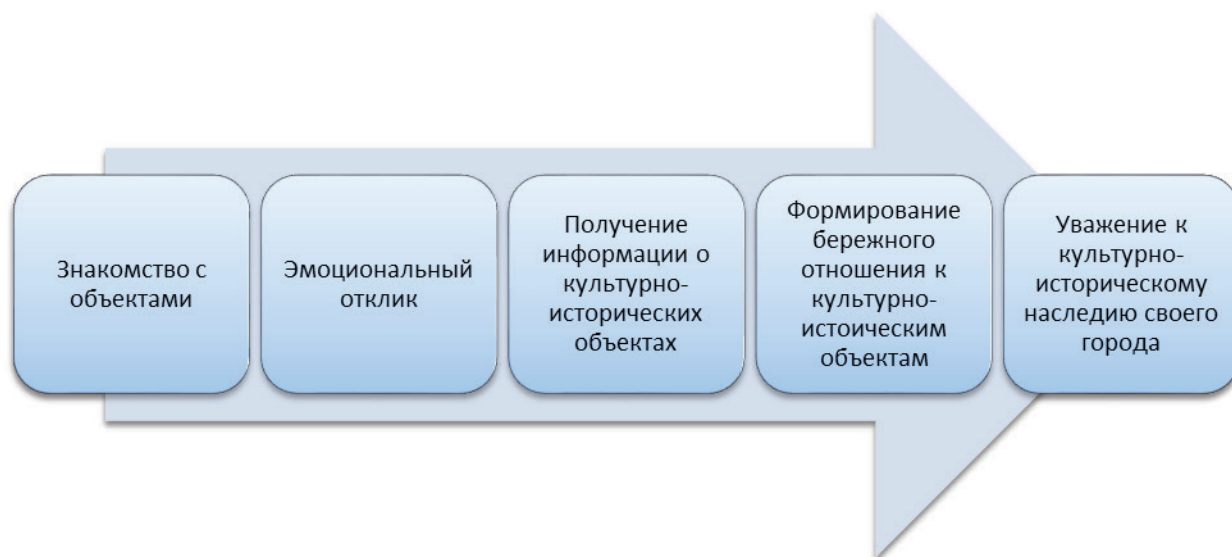 Знакомство с
объектами
Эмоциональный
отклик
Получение
информации о
культурно-
исторических
объектах
Формирование
бережного
отношения к
культурно-
истоическим
объектам
Уважение к
культурно-
историческому
наследию своего
города